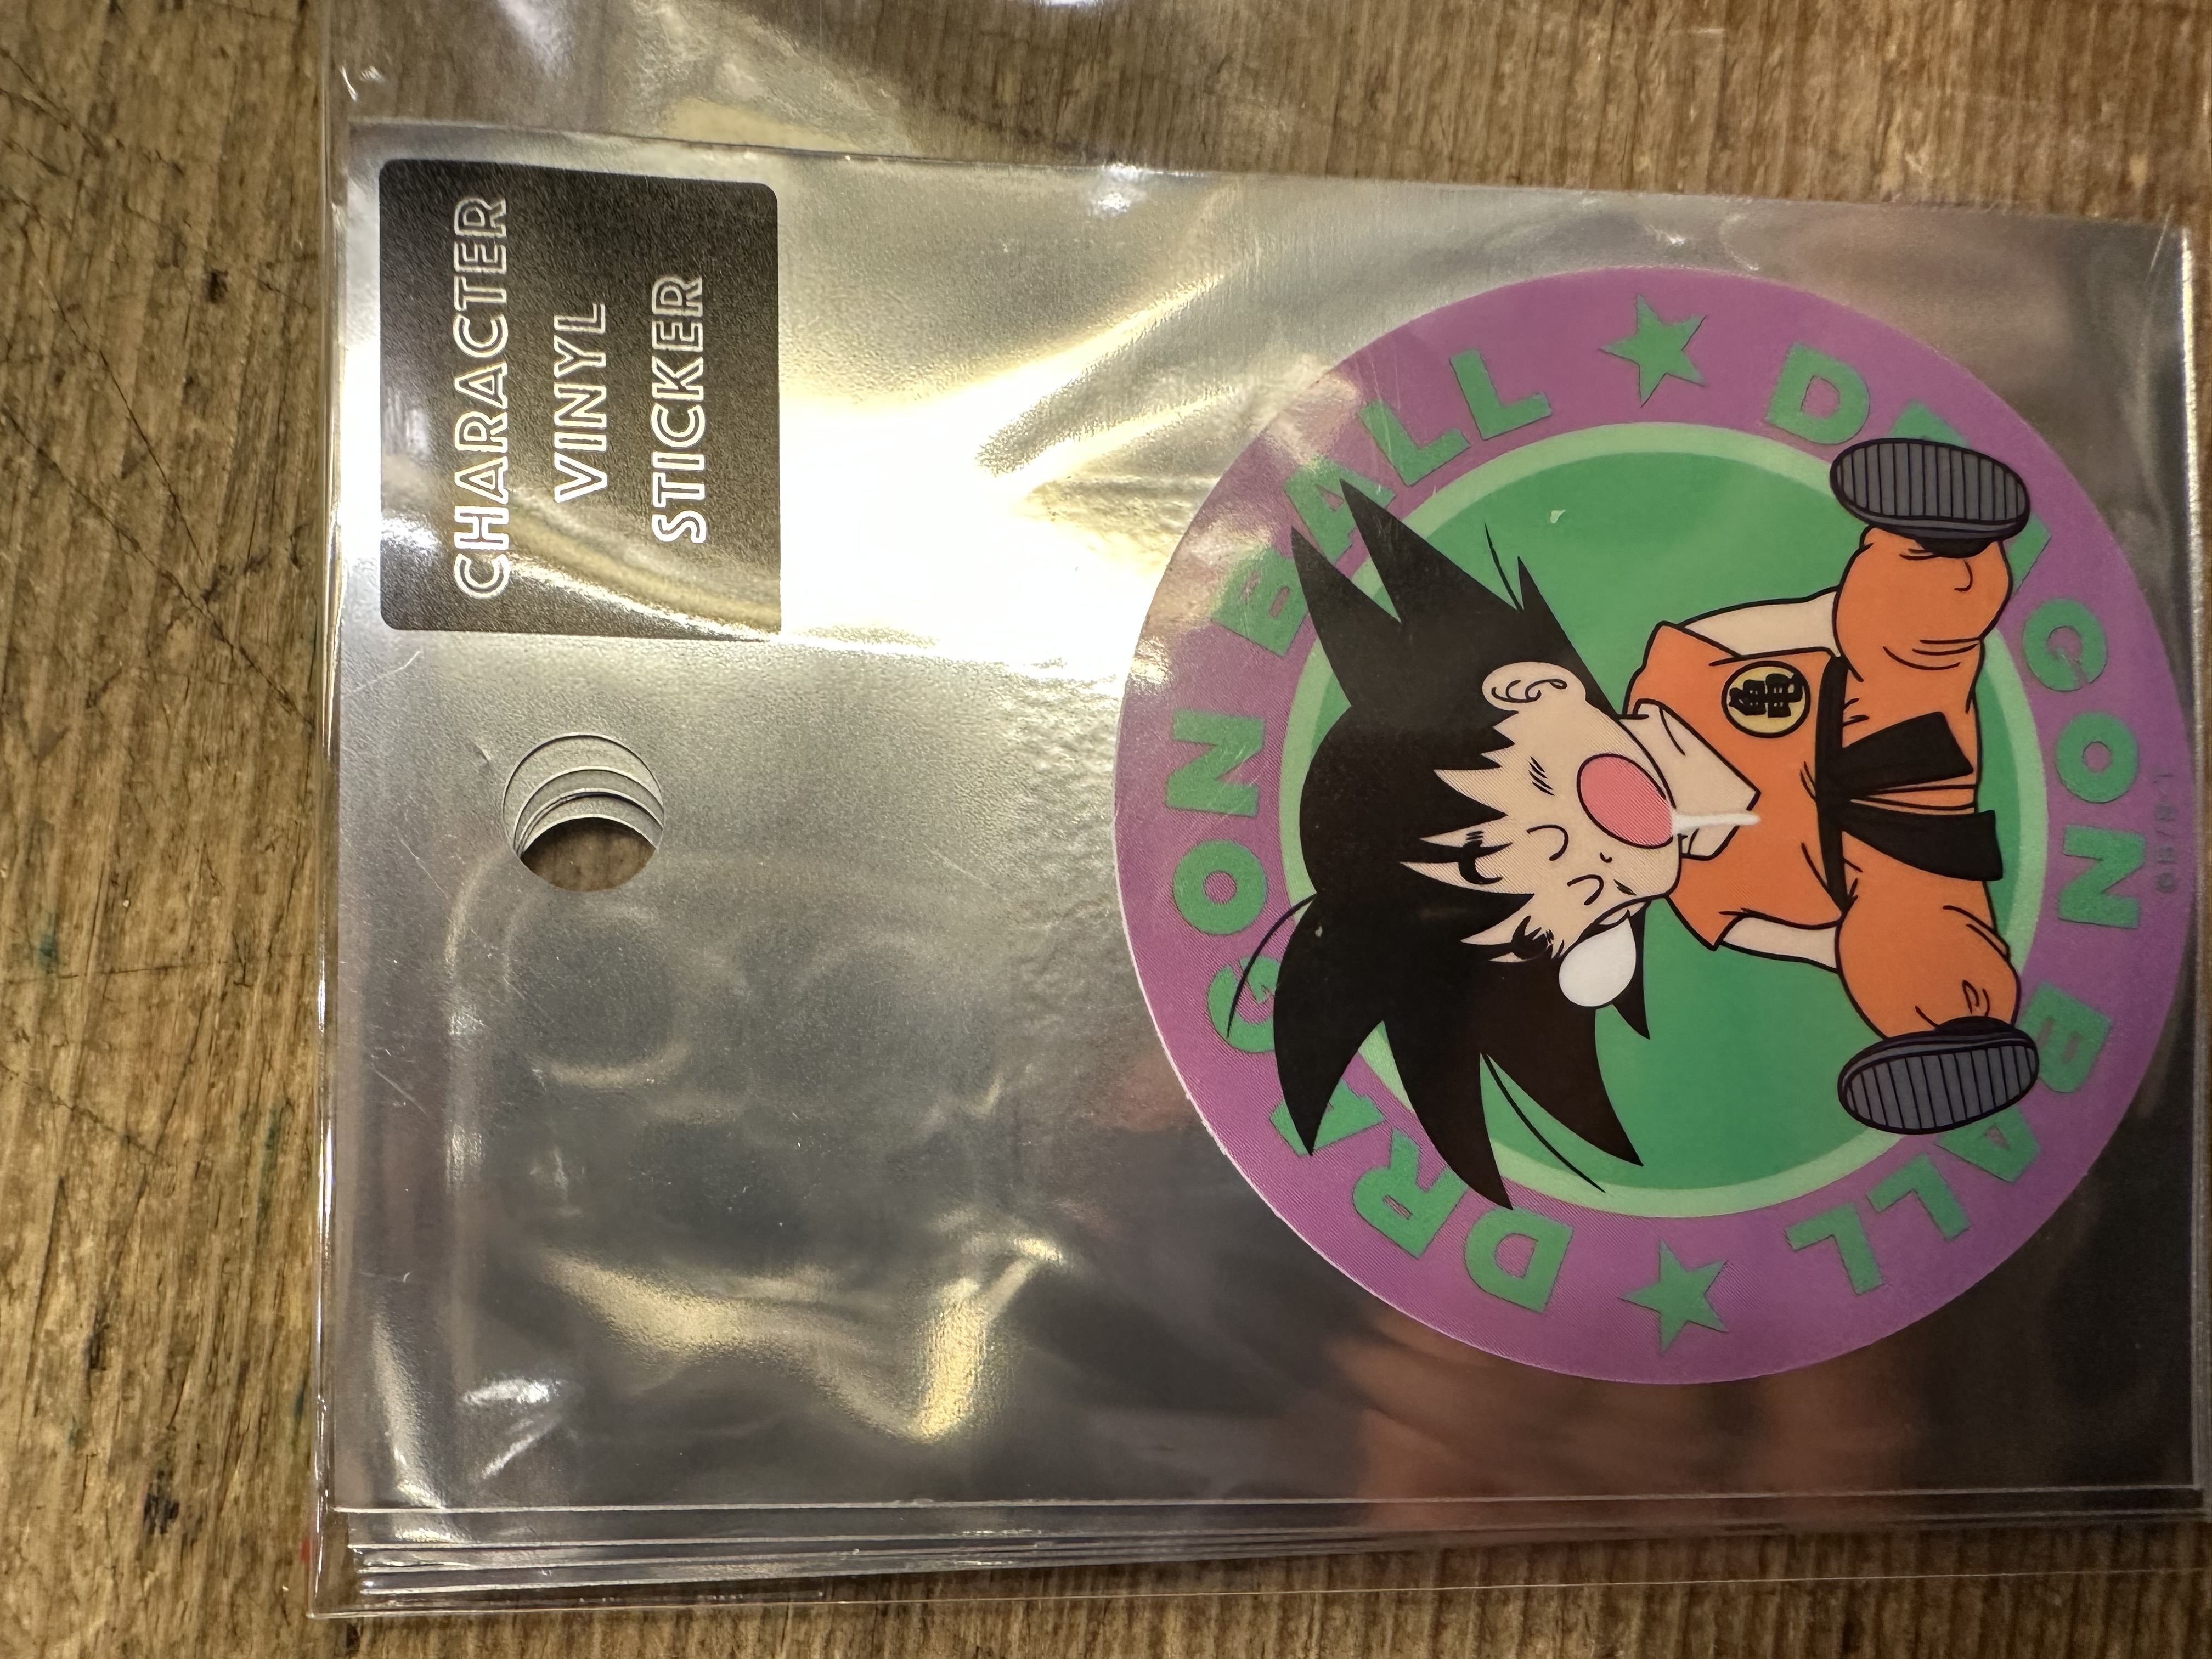 CHARACTER
VINYL
STICKER
DRAGON BALL ★ DRAGON BALL ★